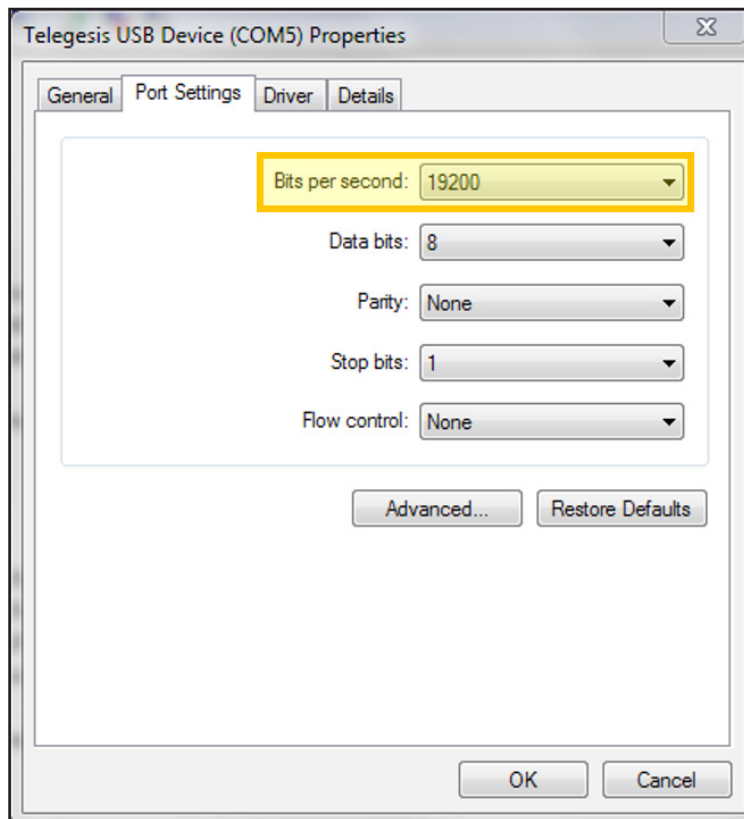 Telegesis USB Device (COM5) Properties
General Port Settings Driver Details
Bits per second: 19200
Data bits: 8
Parity: None
Stop bits: 1
Flow control: None
Advanced... Restore Defaults
OK Cancel